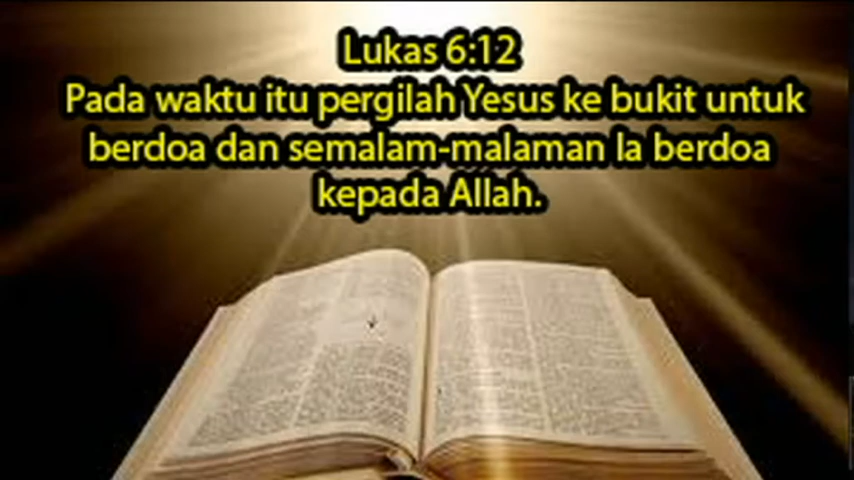 Lukas 6:12
Pada waktu itu pergilah Yesus ke bukit untuk
berdoa dan semalam-malaman Ia berdoa
kepada Allah.